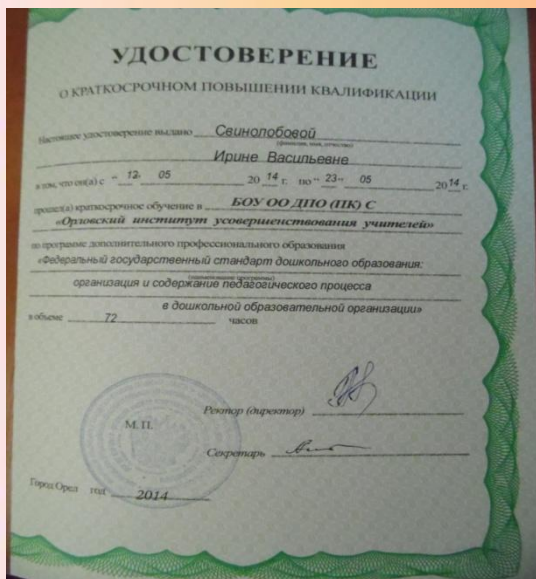 УДОСТОВЕРЕНИЕ
О КРАТКОСРОЧНОМ ПОВЫШЕНИИ КВАЛИФИКАЦИИ
Настоящее удостоверение выдано Свинолобовой
(фамилия, имя, отчество)
Ирине Васильевне
в том, что он(а) с " 12 " 05 20 14 г. по " 23 " 05 20 14 г.
прошел(а) краткосрочное обучение в БОУ ОО ДПО (ПК) С
«Орловский институт усовершенствования учителей»
по программе дополнительного профессионального образования
«Федеральный государственный стандарт дошкольного образования:
(наименование программы)
организация и содержание педагогического процесса
в дошкольной образовательной организации»
в объеме 72 часов
Ректор (директор)
М. П.
Секретарь
Город Орел год 2014